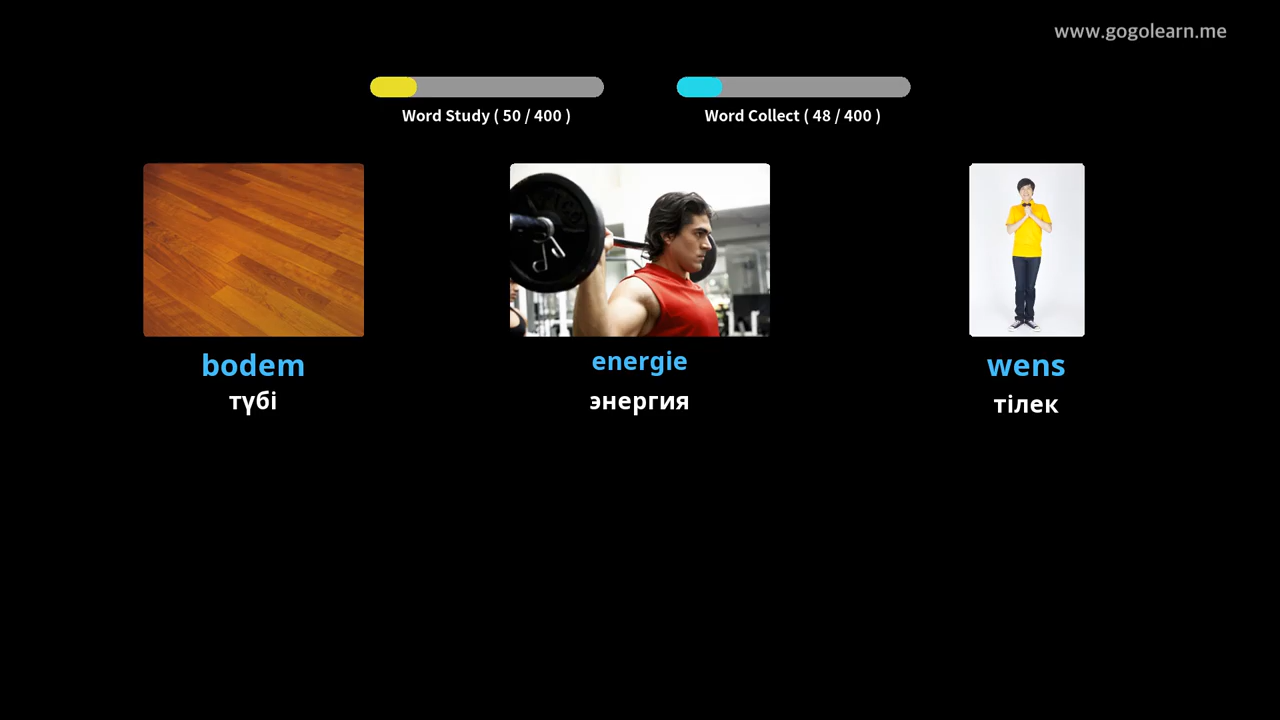 www.gogolearn.me
Word Study ( 50 / 400 )
Word Collect ( 48 / 400 )
bodem
түбі
energie
энергия
wens
тілек